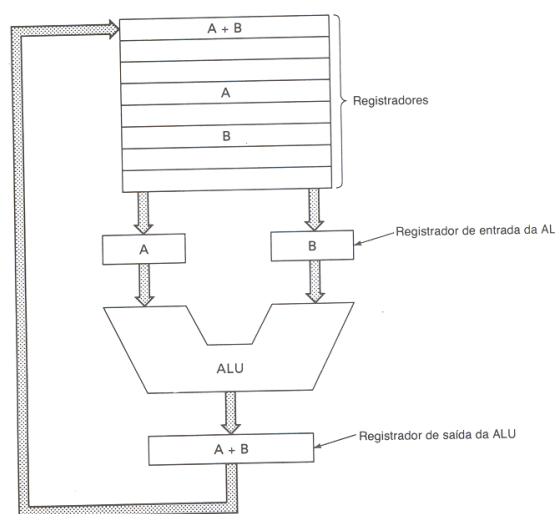 A + B
A
Registradores
B
A
B
Registrador de entrada da AL
ALU
Registrador de saída da ALU
A + B